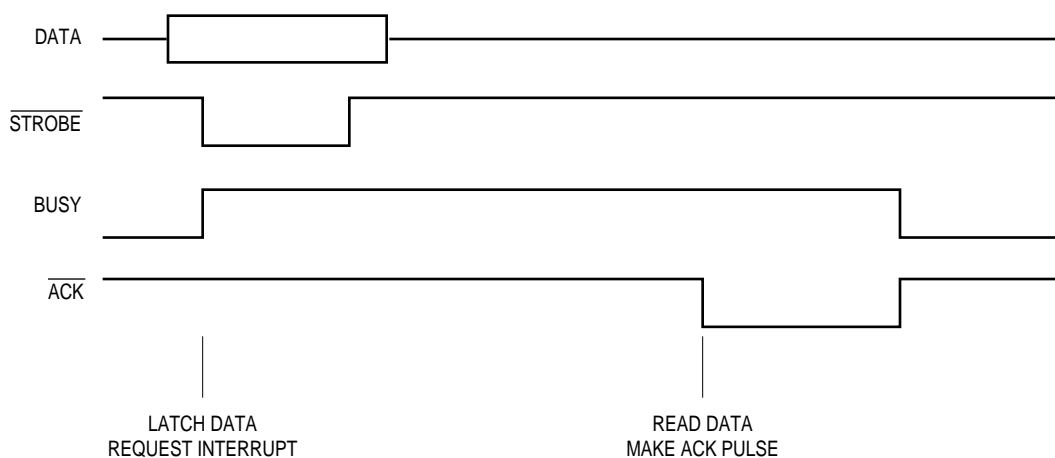 DATA
STROBE
BUSY
ACK
LATCH DATA
REQUEST INTERRUPT
READ DATA
MAKE ACK PULSE